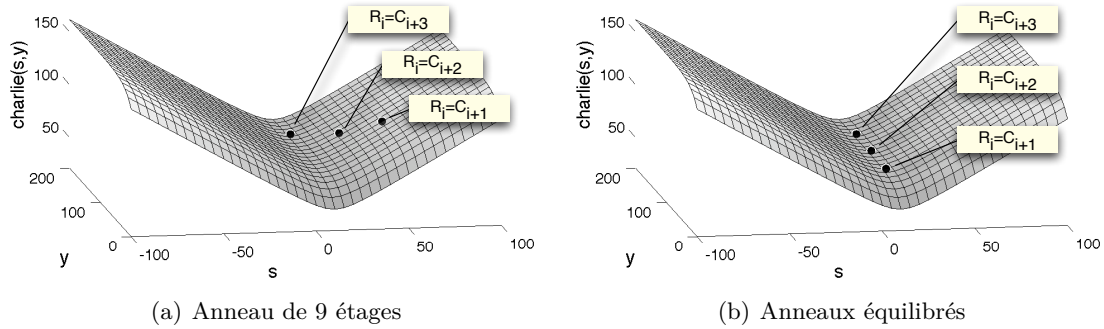 150
100
50
200
100
0
charlie(s,y)
y
-100
-50
0
50
100
s
R_i=C_{i+3}
R_i=C_{i+2}
R_i=C_{i+1}
(a) Anneau de 9 étages
150
100
50
200
100
0
charlie(s,y)
y
-100
-50
0
50
100
s
R_i=C_{i+3}
R_i=C_{i+2}
R_i=C_{i+1}
(b) Anneaux équilibrés